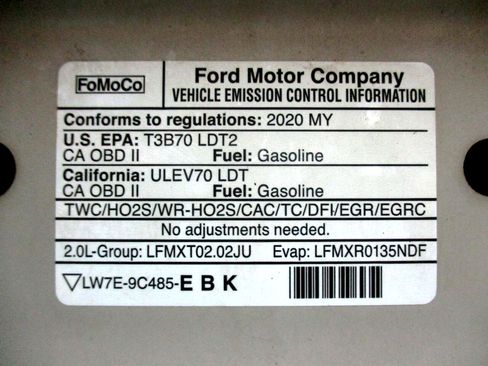 FoMoCo
Ford Motor Company
VEHICLE EMISSION CONTROL INFORMATION
Conforms to regulations: 2020 MY
U.S. EPA: T3B70 LDT2
CA OBD II Fuel: Gasoline
California: ULEV70 LDT
CA OBD II Fuel: Gasoline
TWC/HO2S/WR-HO2S/CAC/TC/DFI/EGR/EGRC
No adjustments needed.
2.0L-Group: LFMXT02.02JU Evap: LFMXR0135NDF
LW7E-9C485-E B K